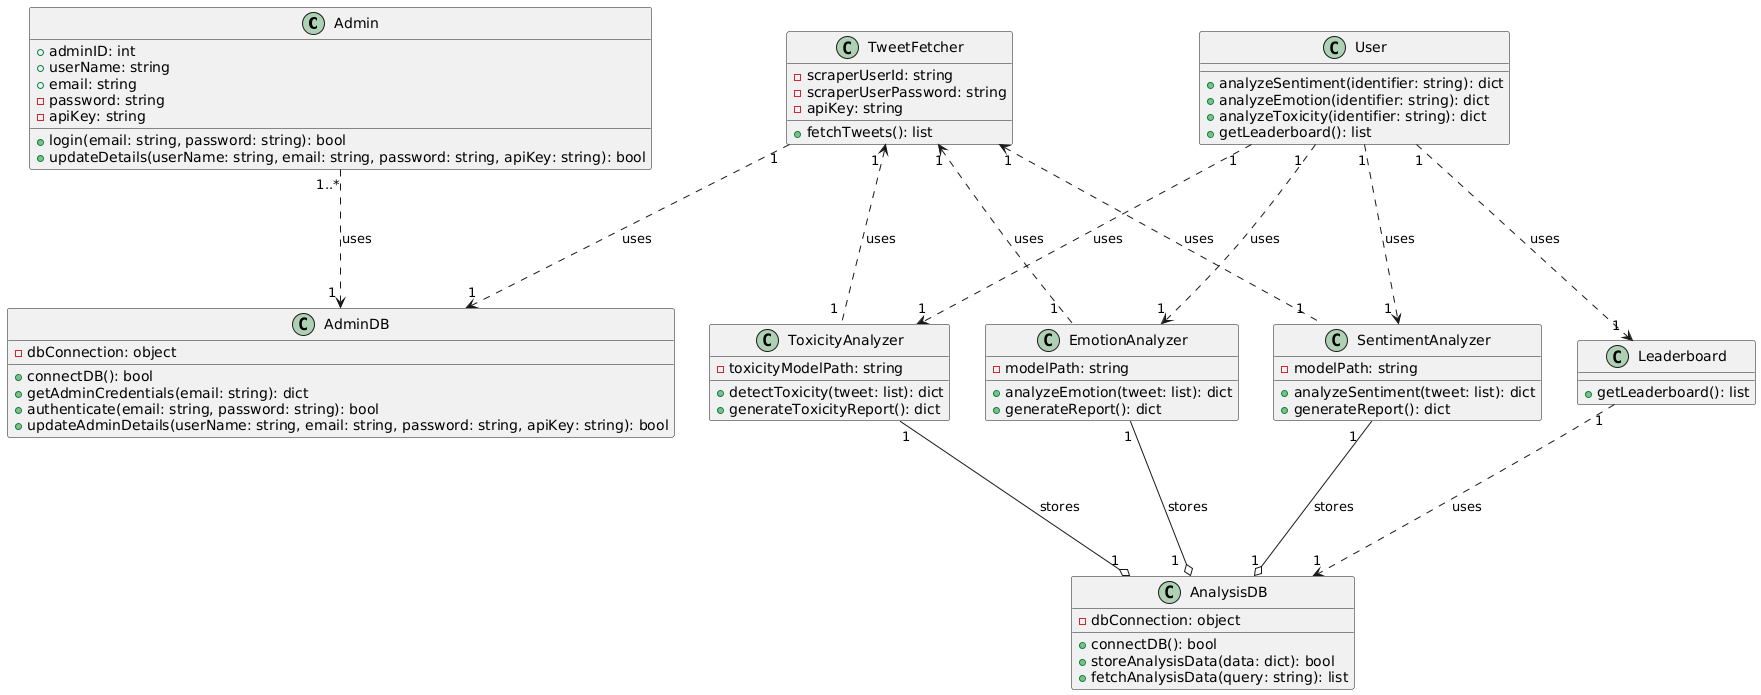 C Admin
adminID: int
userName: string
email: string
password: string
apiKey: string
login(email: string, password: string): bool
updateDetails(userName: string, email: string, password: string, apiKey: string): bool
C TweetFetcher
scraperUserId: string
scraperUserPassword: string
apiKey: string
fetchTweets(): list
C User
analyzeSentiment(identifier: string): dict
analyzeEmotion(identifier: string): dict
analyzeToxicity(identifier: string): dict
getLeaderboard(): list
1..*
1
1
1
1
1
1
1
1
uses
uses
uses
uses
uses
uses
uses
uses
uses
1
1
1
1
1
1
1
1
1
C AdminDB
dbConnection: object
connectDB(): bool
getAdminCredentials(email: string): dict
authenticate(email: string, password: string): bool
updateAdminDetails(userName: string, email: string, password: string, apiKey: string): bool
C ToxicityAnalyzer
toxicityModelPath: string
detectToxicity(tweet: list): dict
generateToxicityReport(): dict
C EmotionAnalyzer
modelPath: string
analyzeEmotion(tweet: list): dict
generateReport(): dict
C SentimentAnalyzer
modelPath: string
analyzeSentiment(tweet: list): dict
generateReport(): dict
C Leaderboard
getLeaderboard(): list
1
1
1
1
stores
stores
stores
uses
1
1
1
1
C AnalysisDB
dbConnection: object
connectDB(): bool
storeAnalysisData(data: dict): bool
fetchAnalysisData(query: string): list